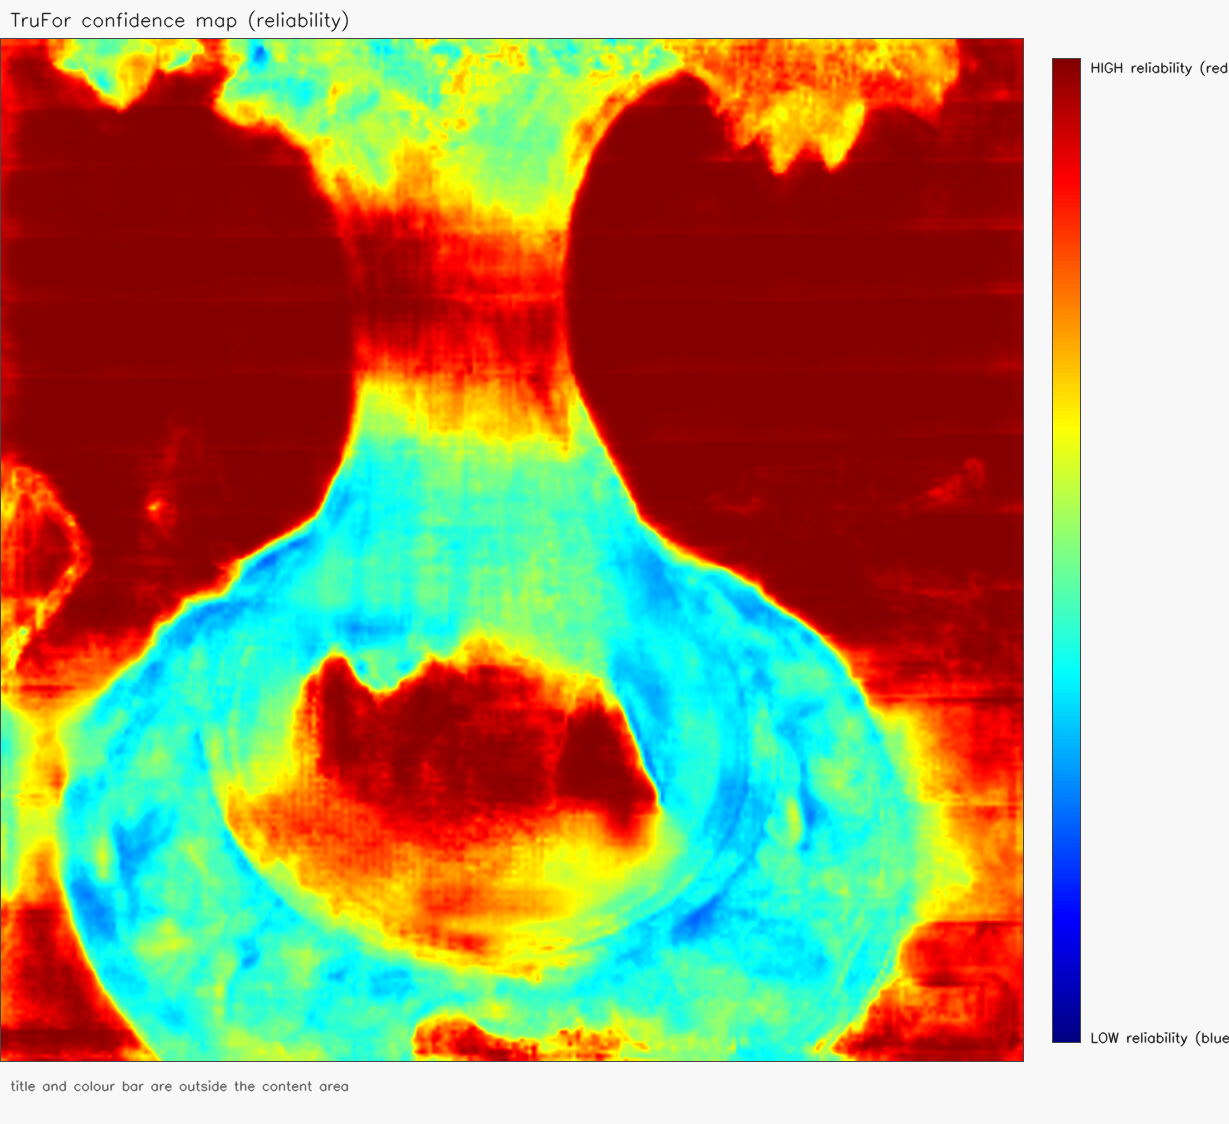 TruFor confidence map (reliability)
HIGH reliability (red
LOW reliability (blue
title and colour bar are outside the content area